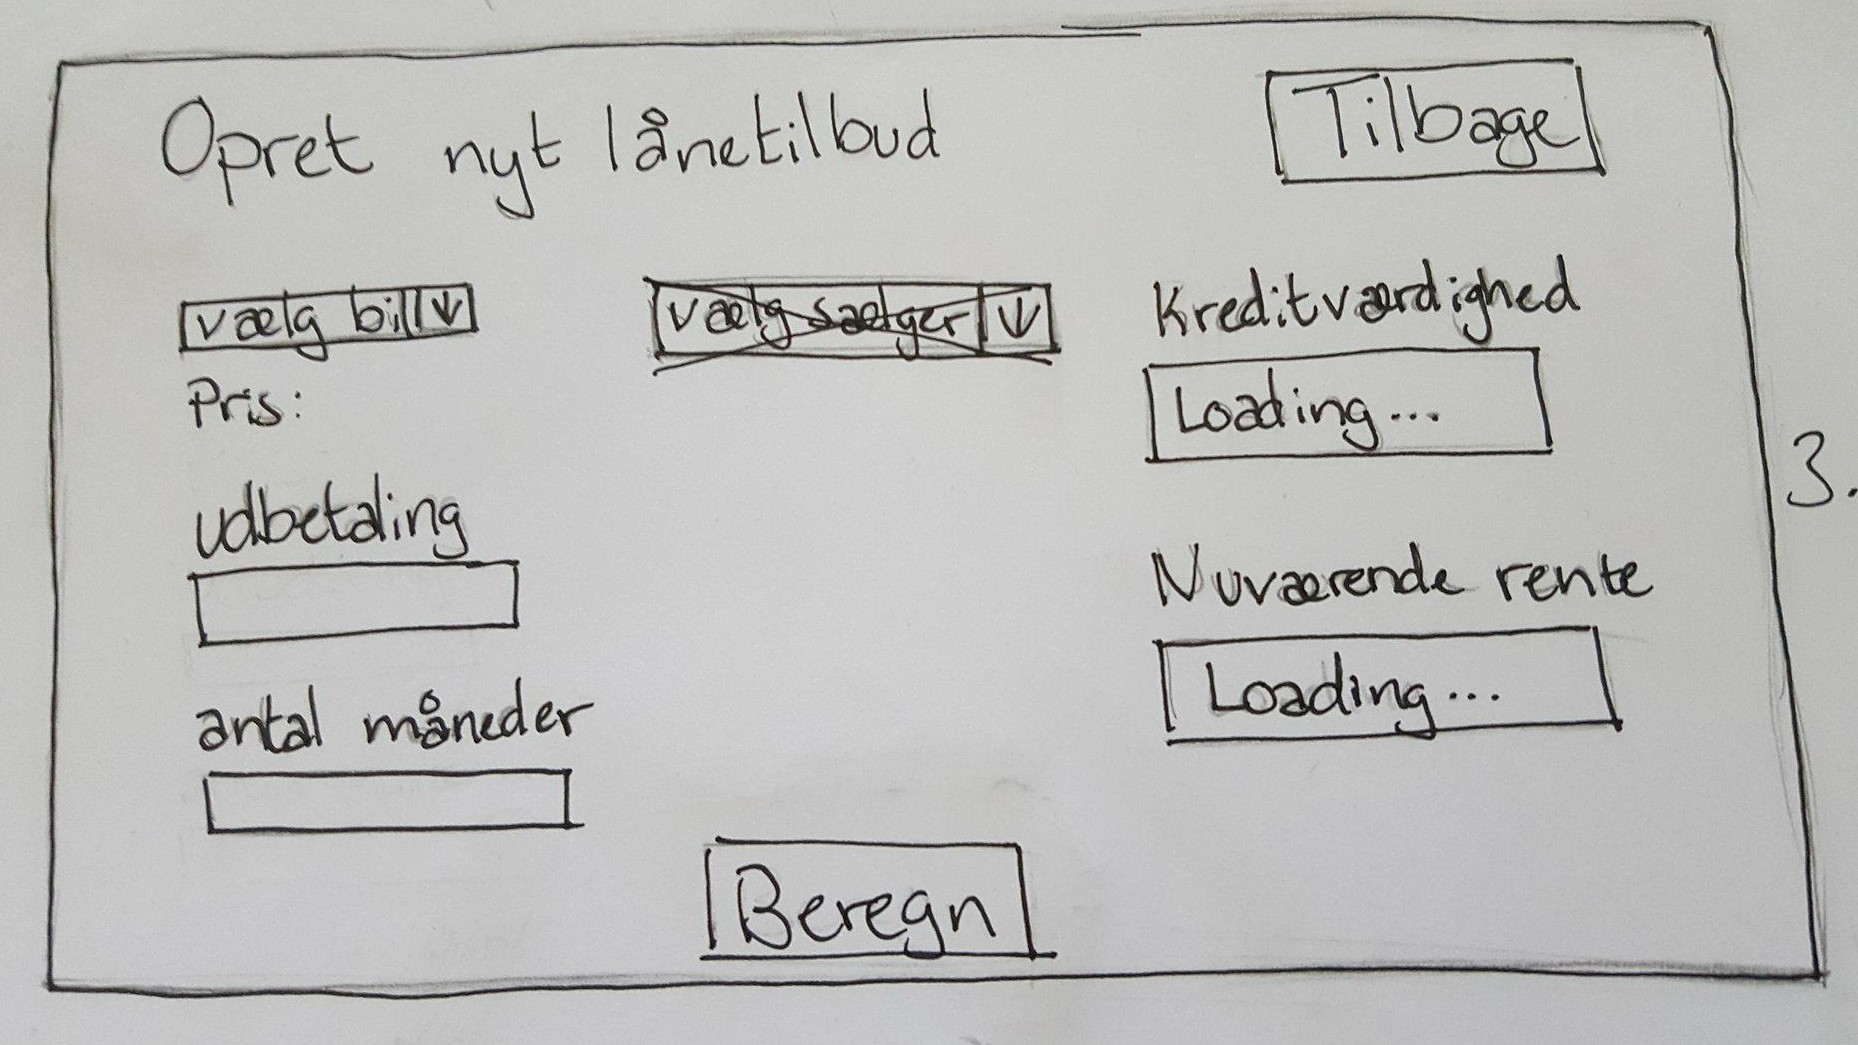 Opret nyt lånetilbud
Tilbage
vælg bil
vælg sælger
Kreditværdighed
Pris:
Loading...
udbetaling
3.
Nuværende rente
Loading...
antal måneder
Beregn